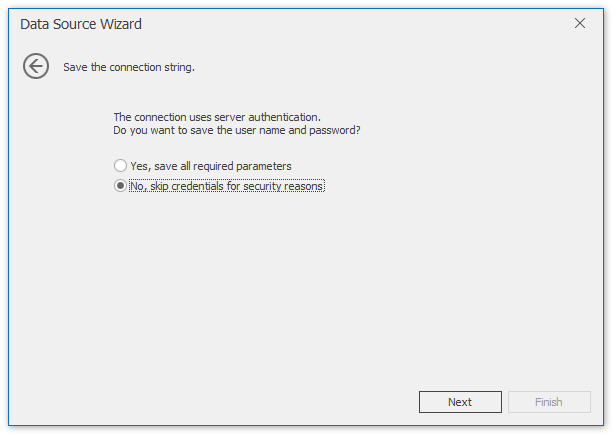 Data Source Wizard
Save the connection string.
The connection uses server authentication.
Do you want to save the user name and password?
Yes, save all required parameters
No, skip credentials for security reasons
Next
Finish